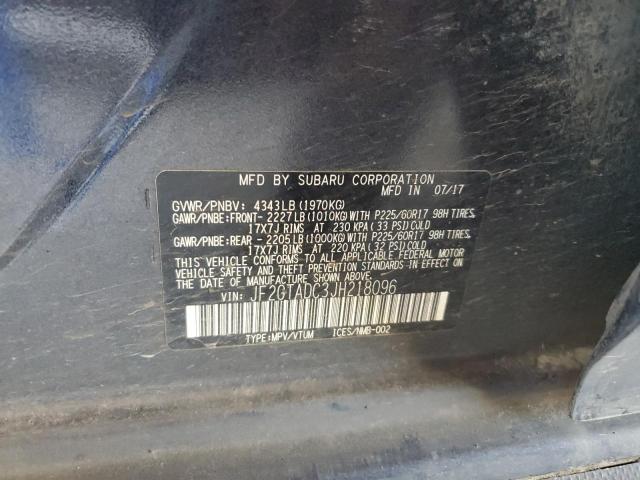 MFD BY SUBARU CORPORATION
MFD IN 07/17
GVWR/PNBV: 4343LB(1970KG)
GAWR/PNBE:FRONT- 2227LB(1010KG)WITH P225/60R17 98H TIRES,
17X7J RIMS AT 230 KPA(33 PSI)COLD
GAWR/PNBE:REAR - 2205LB(1000KG)WITH P225/60R17 98H TIRES,
17X7J RIMS AT 220 KPA(32 PSI)COLD
THIS VEHICLE CONFORMS TO ALL APPLICABLE FEDERAL MOTOR
VEHICLE SAFETY STANDARDS IN EFFECT ON
THE DATE OF MANUFACTURE SHOWN ABOVE.
VIN: JF2GTADC3JH218096
TYPE:MPV/VTUM ICES/NMB-002